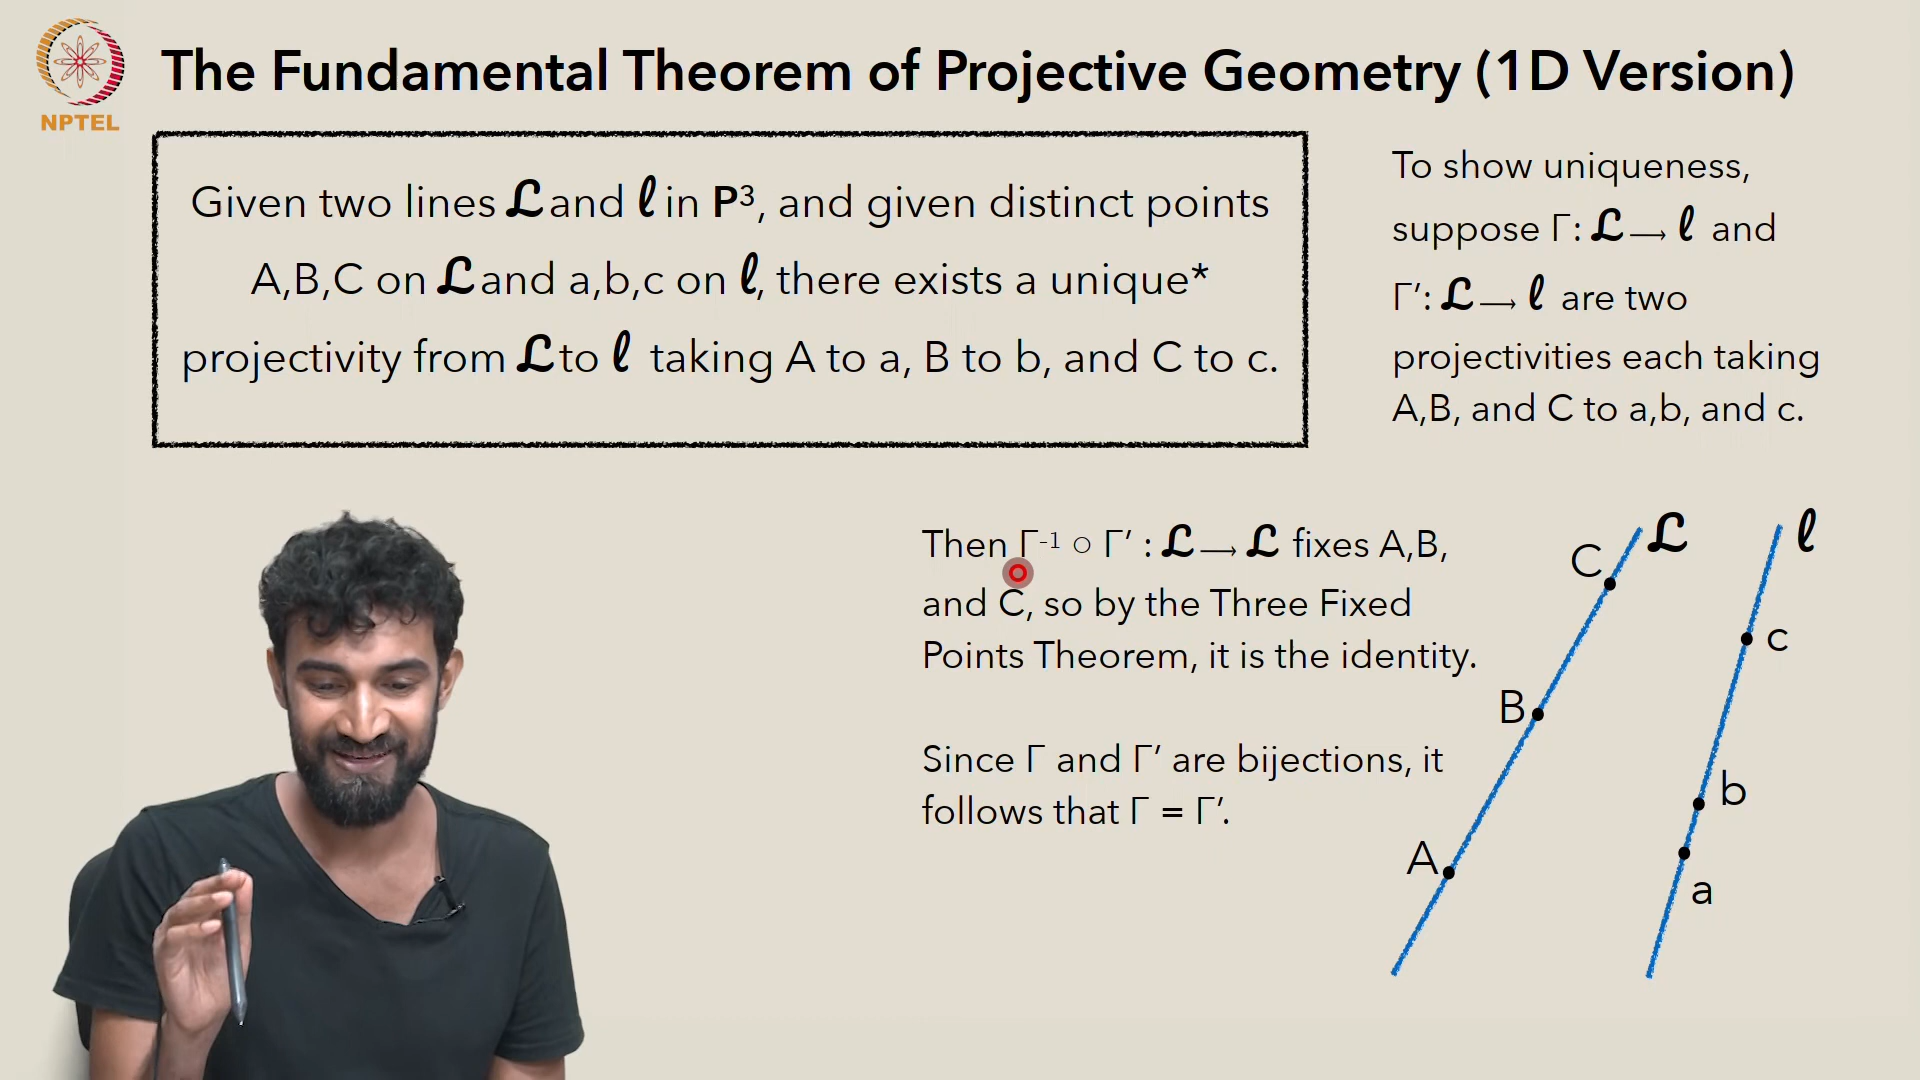 NPTEL
The Fundamental Theorem of Projective Geometry (1D Version)
Given two lines ℒ and ℓ in P³, and given distinct points
A,B,C on ℒ and a,b,c on ℓ, there exists a unique*
projectivity from ℒ to ℓ taking A to a, B to b, and C to c.
To show uniqueness,
suppose Γ: ℒ ⟶ ℓ and
Γ’: ℒ ⟶ ℓ are two
projectivities each taking
A,B, and C to a,b, and c.
Then Γ⁻¹ ○ Γ’ : ℒ ⟶ ℒ fixes A,B,
and C, so by the Three Fixed
Points Theorem, it is the identity.
Since Γ and Γ’ are bijections, it
follows that Γ = Γ’.
ℒ
ℓ
C
c
B
b
A
a